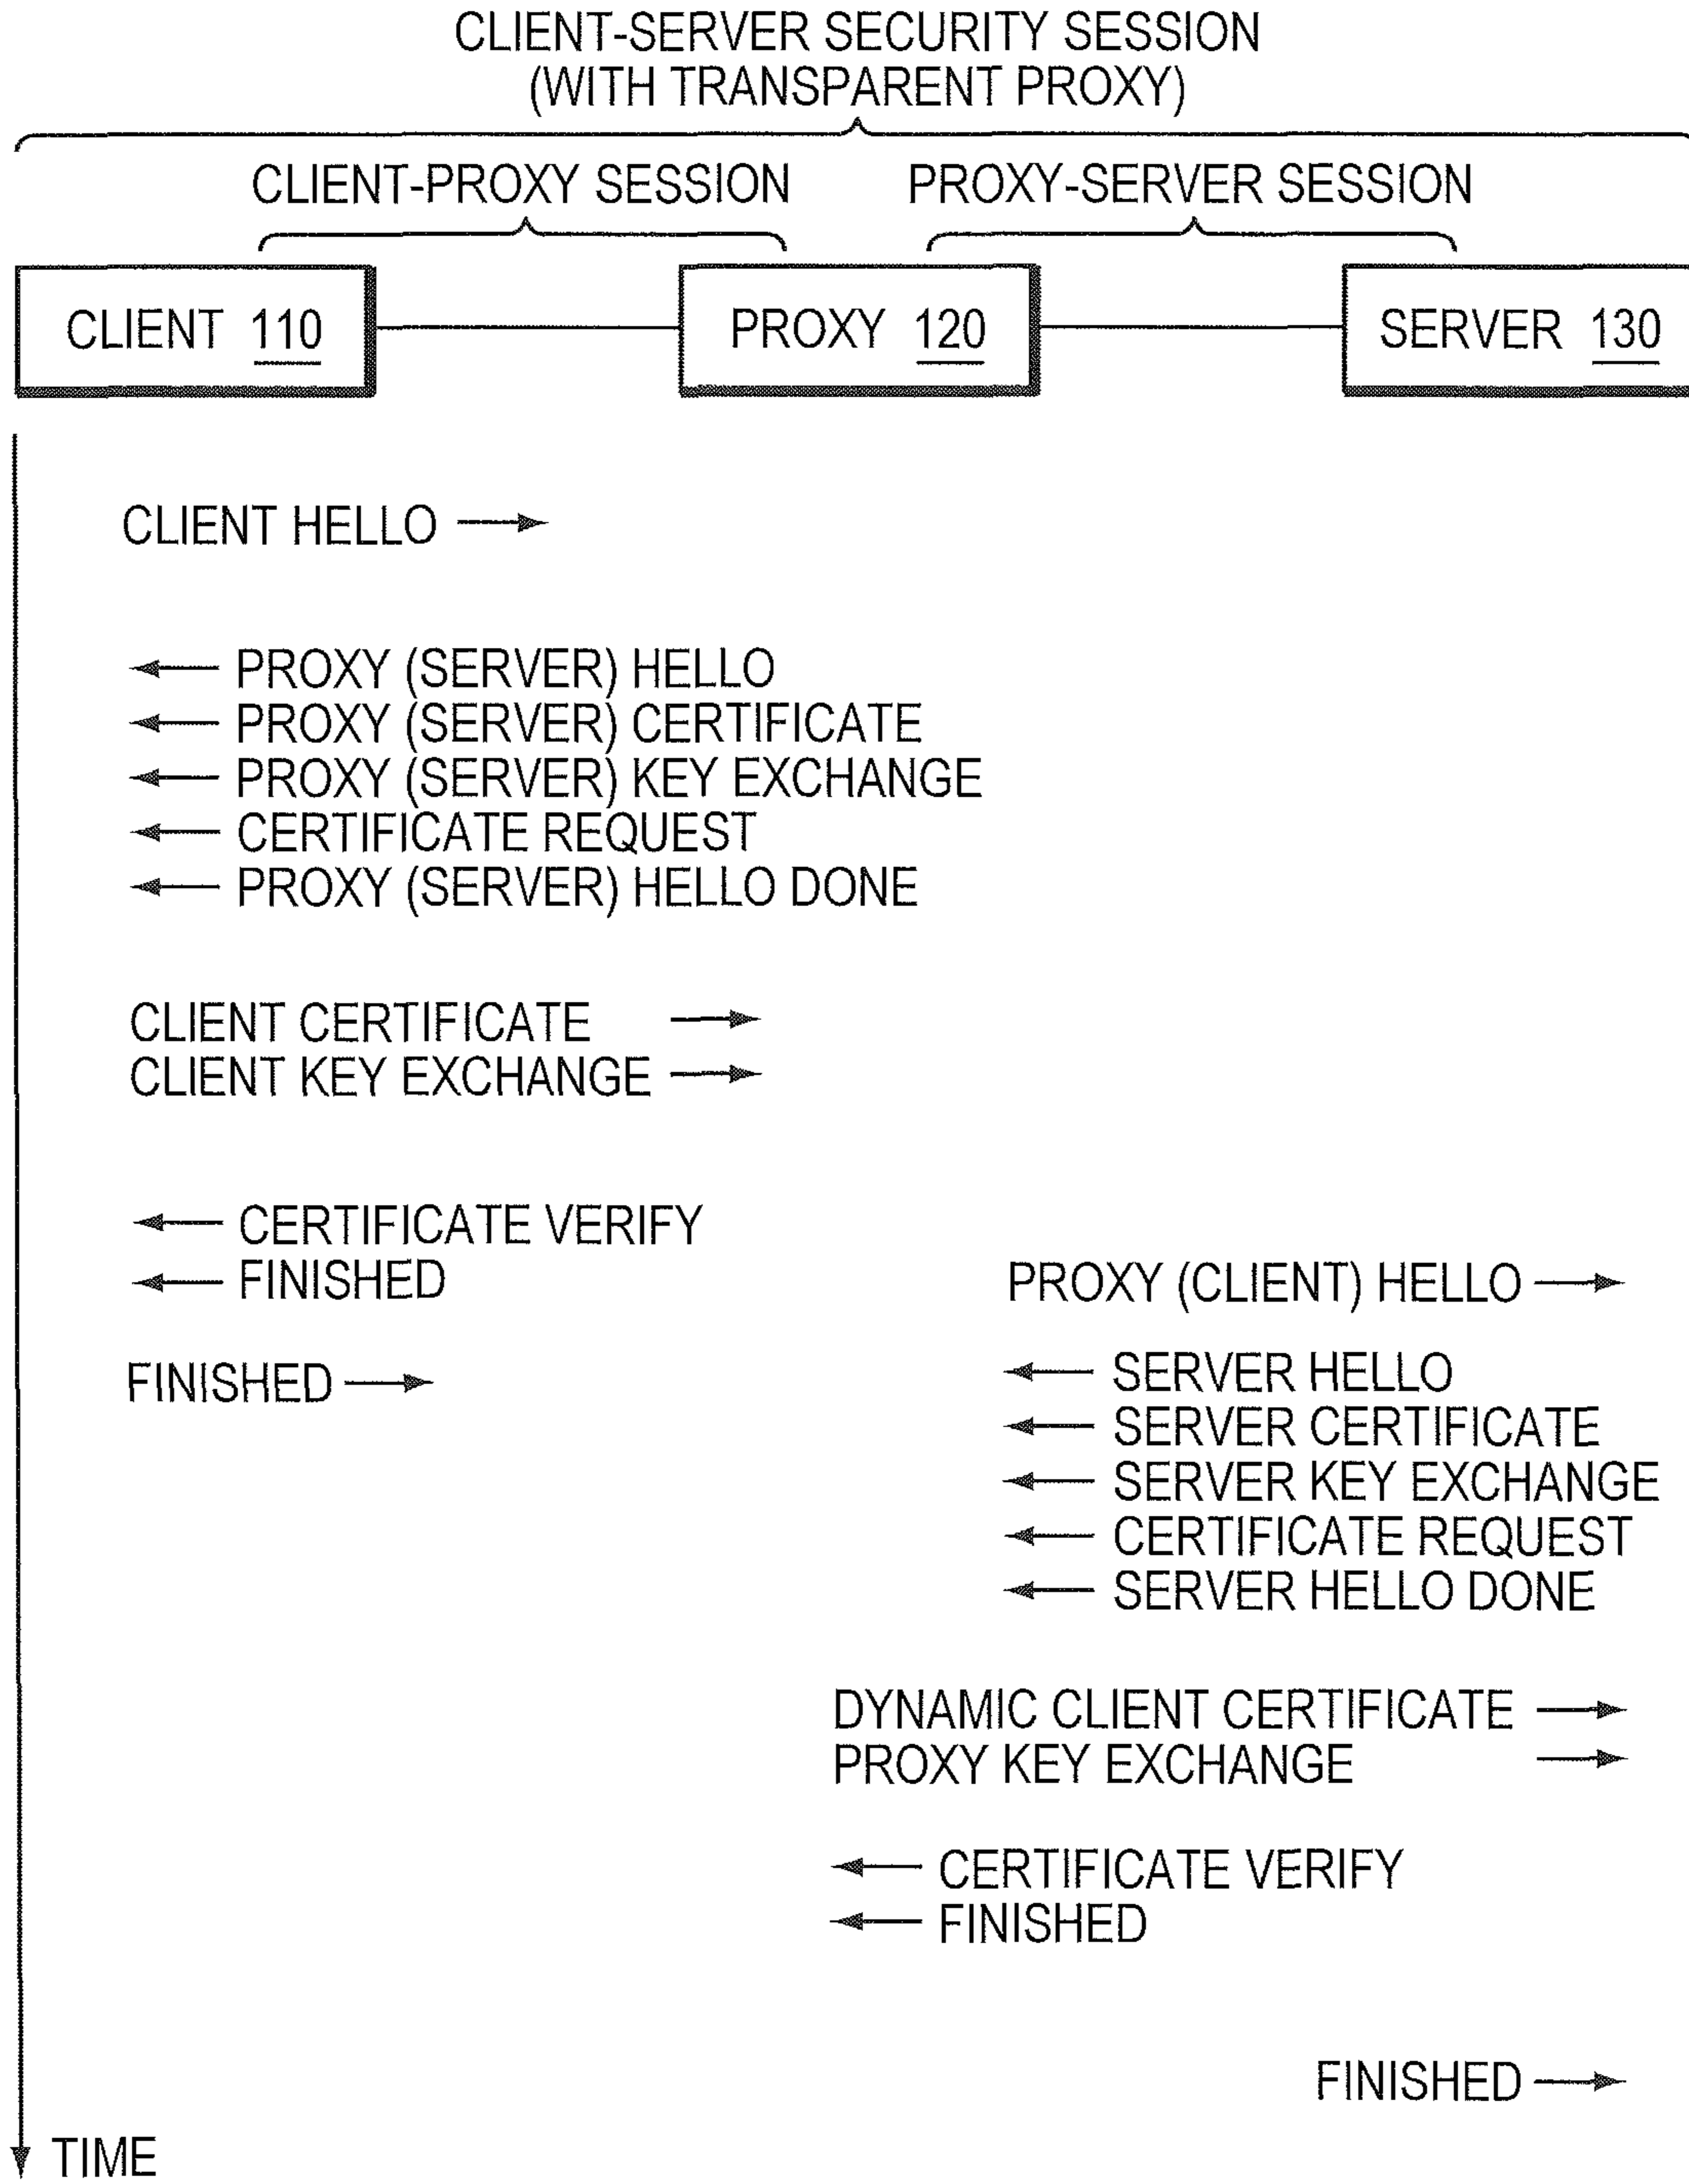 CLIENT-SERVER SECURITY SESSION
(WITH TRANSPARENT PROXY)
CLIENT-PROXY SESSION
PROXY-SERVER SESSION
CLIENT 110
PROXY 120
SERVER 130
CLIENT HELLO
PROXY (SERVER) HELLO
PROXY (SERVER) CERTIFICATE
PROXY (SERVER) KEY EXCHANGE
CERTIFICATE REQUEST
PROXY (SERVER) HELLO DONE
CLIENT CERTIFICATE
CLIENT KEY EXCHANGE
CERTIFICATE VERIFY
FINISHED
PROXY (CLIENT) HELLO
FINISHED
SERVER HELLO
SERVER CERTIFICATE
SERVER KEY EXCHANGE
CERTIFICATE REQUEST
SERVER HELLO DONE
DYNAMIC CLIENT CERTIFICATE
PROXY KEY EXCHANGE
CERTIFICATE VERIFY
FINISHED
FINISHED
TIME